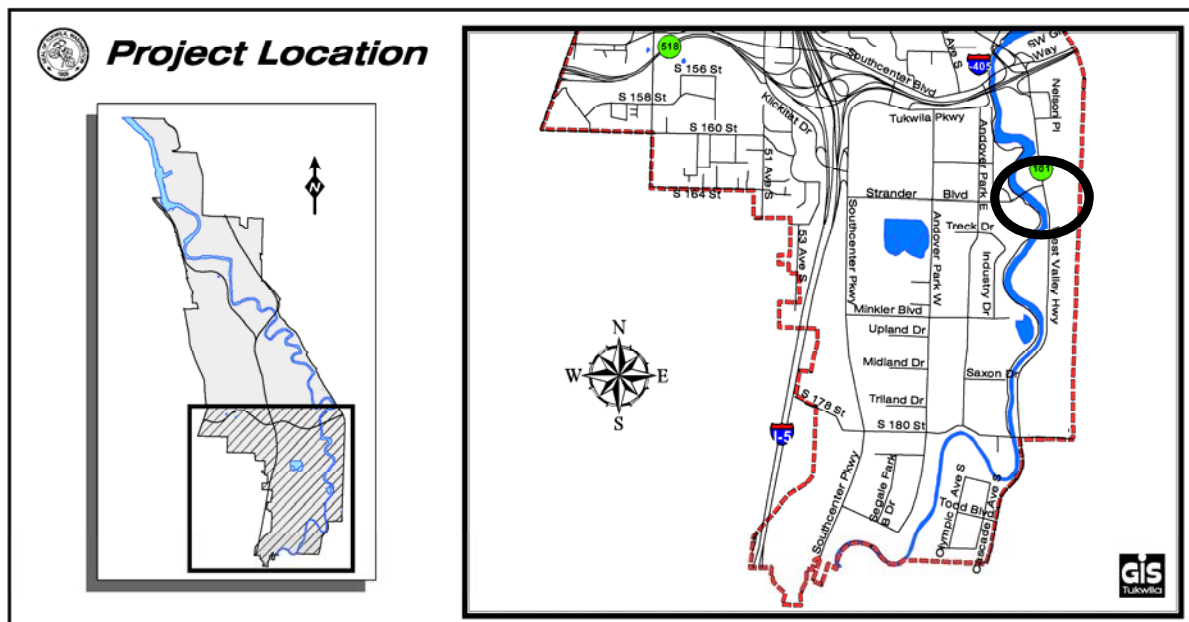 Project Location
N
518
S 156 St
S 158 St
S 160 St
S 164 St
Klickitat Dr
51 Ave S
53 Ave S
Southcenter Blvd
Ave S
I-405
SW Gr
Way
Nelson Pl
Tukwila Pkwy
Andover Park E
181
Strander Blvd
Treck Dr
Southcenter Pkwy
Andover Park W
Industry Dr
est Valley Hwy
Minkler Blvd
Upland Dr
Midland Dr
Saxon Dr
Triland Dr
S 178 St
S 180 St
I-5
Southcenter Pkwy
Segale Park
B Dr
Olympic Ave S
Todd Blvd
Cascade Ave S
N
W E
S
GIS
Tukwila